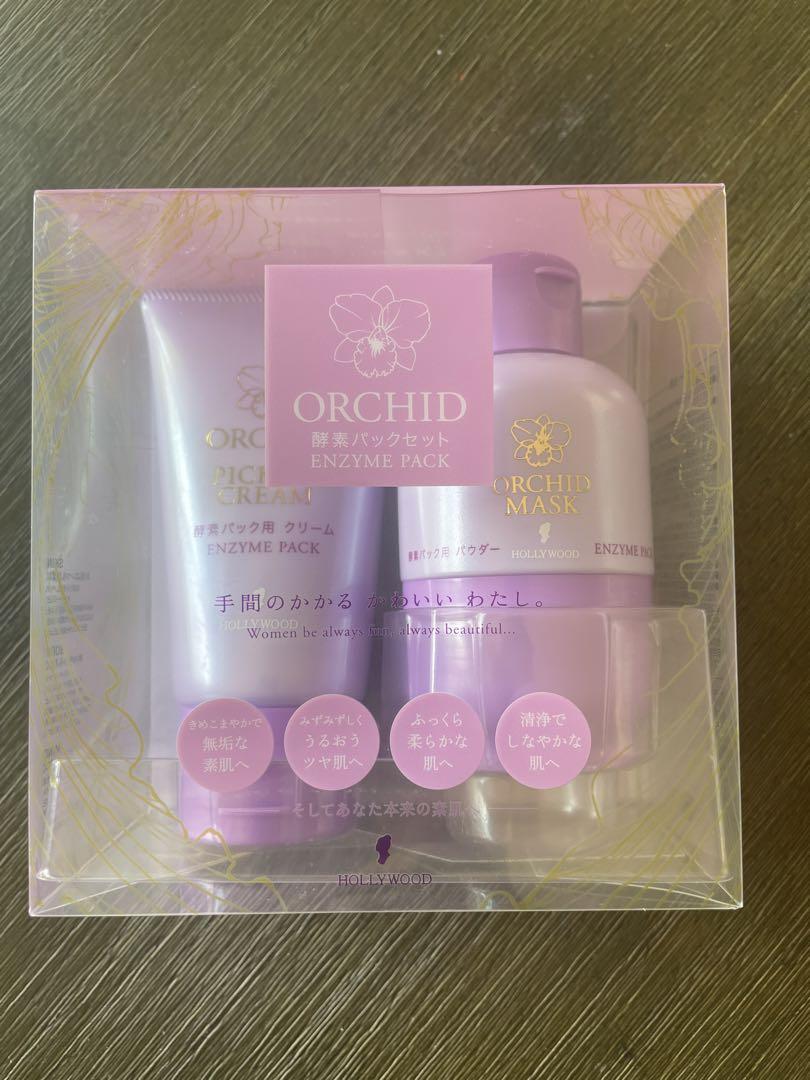 ORCHID
酵素パックセット
ENZYME PACK
PICK
CREAM
酵素パック用 クリーム
ENZYME PACK
HOLLYWOOD
ORCHID
MASK
HOLLYWOOD
酵素パック用 パウダー
ENZYME PACK
手間のかかる かわいい わたし。
Women be always fun, always beautiful...
きめこまやかで
無垢な
素肌へ
みずみずしく
うるおう
ツヤ肌へ
ふっくら
柔らかな
肌へ
清浄で
しなやかな
肌へ
そしてあなた本来の素肌へ
HOLLYWOOD